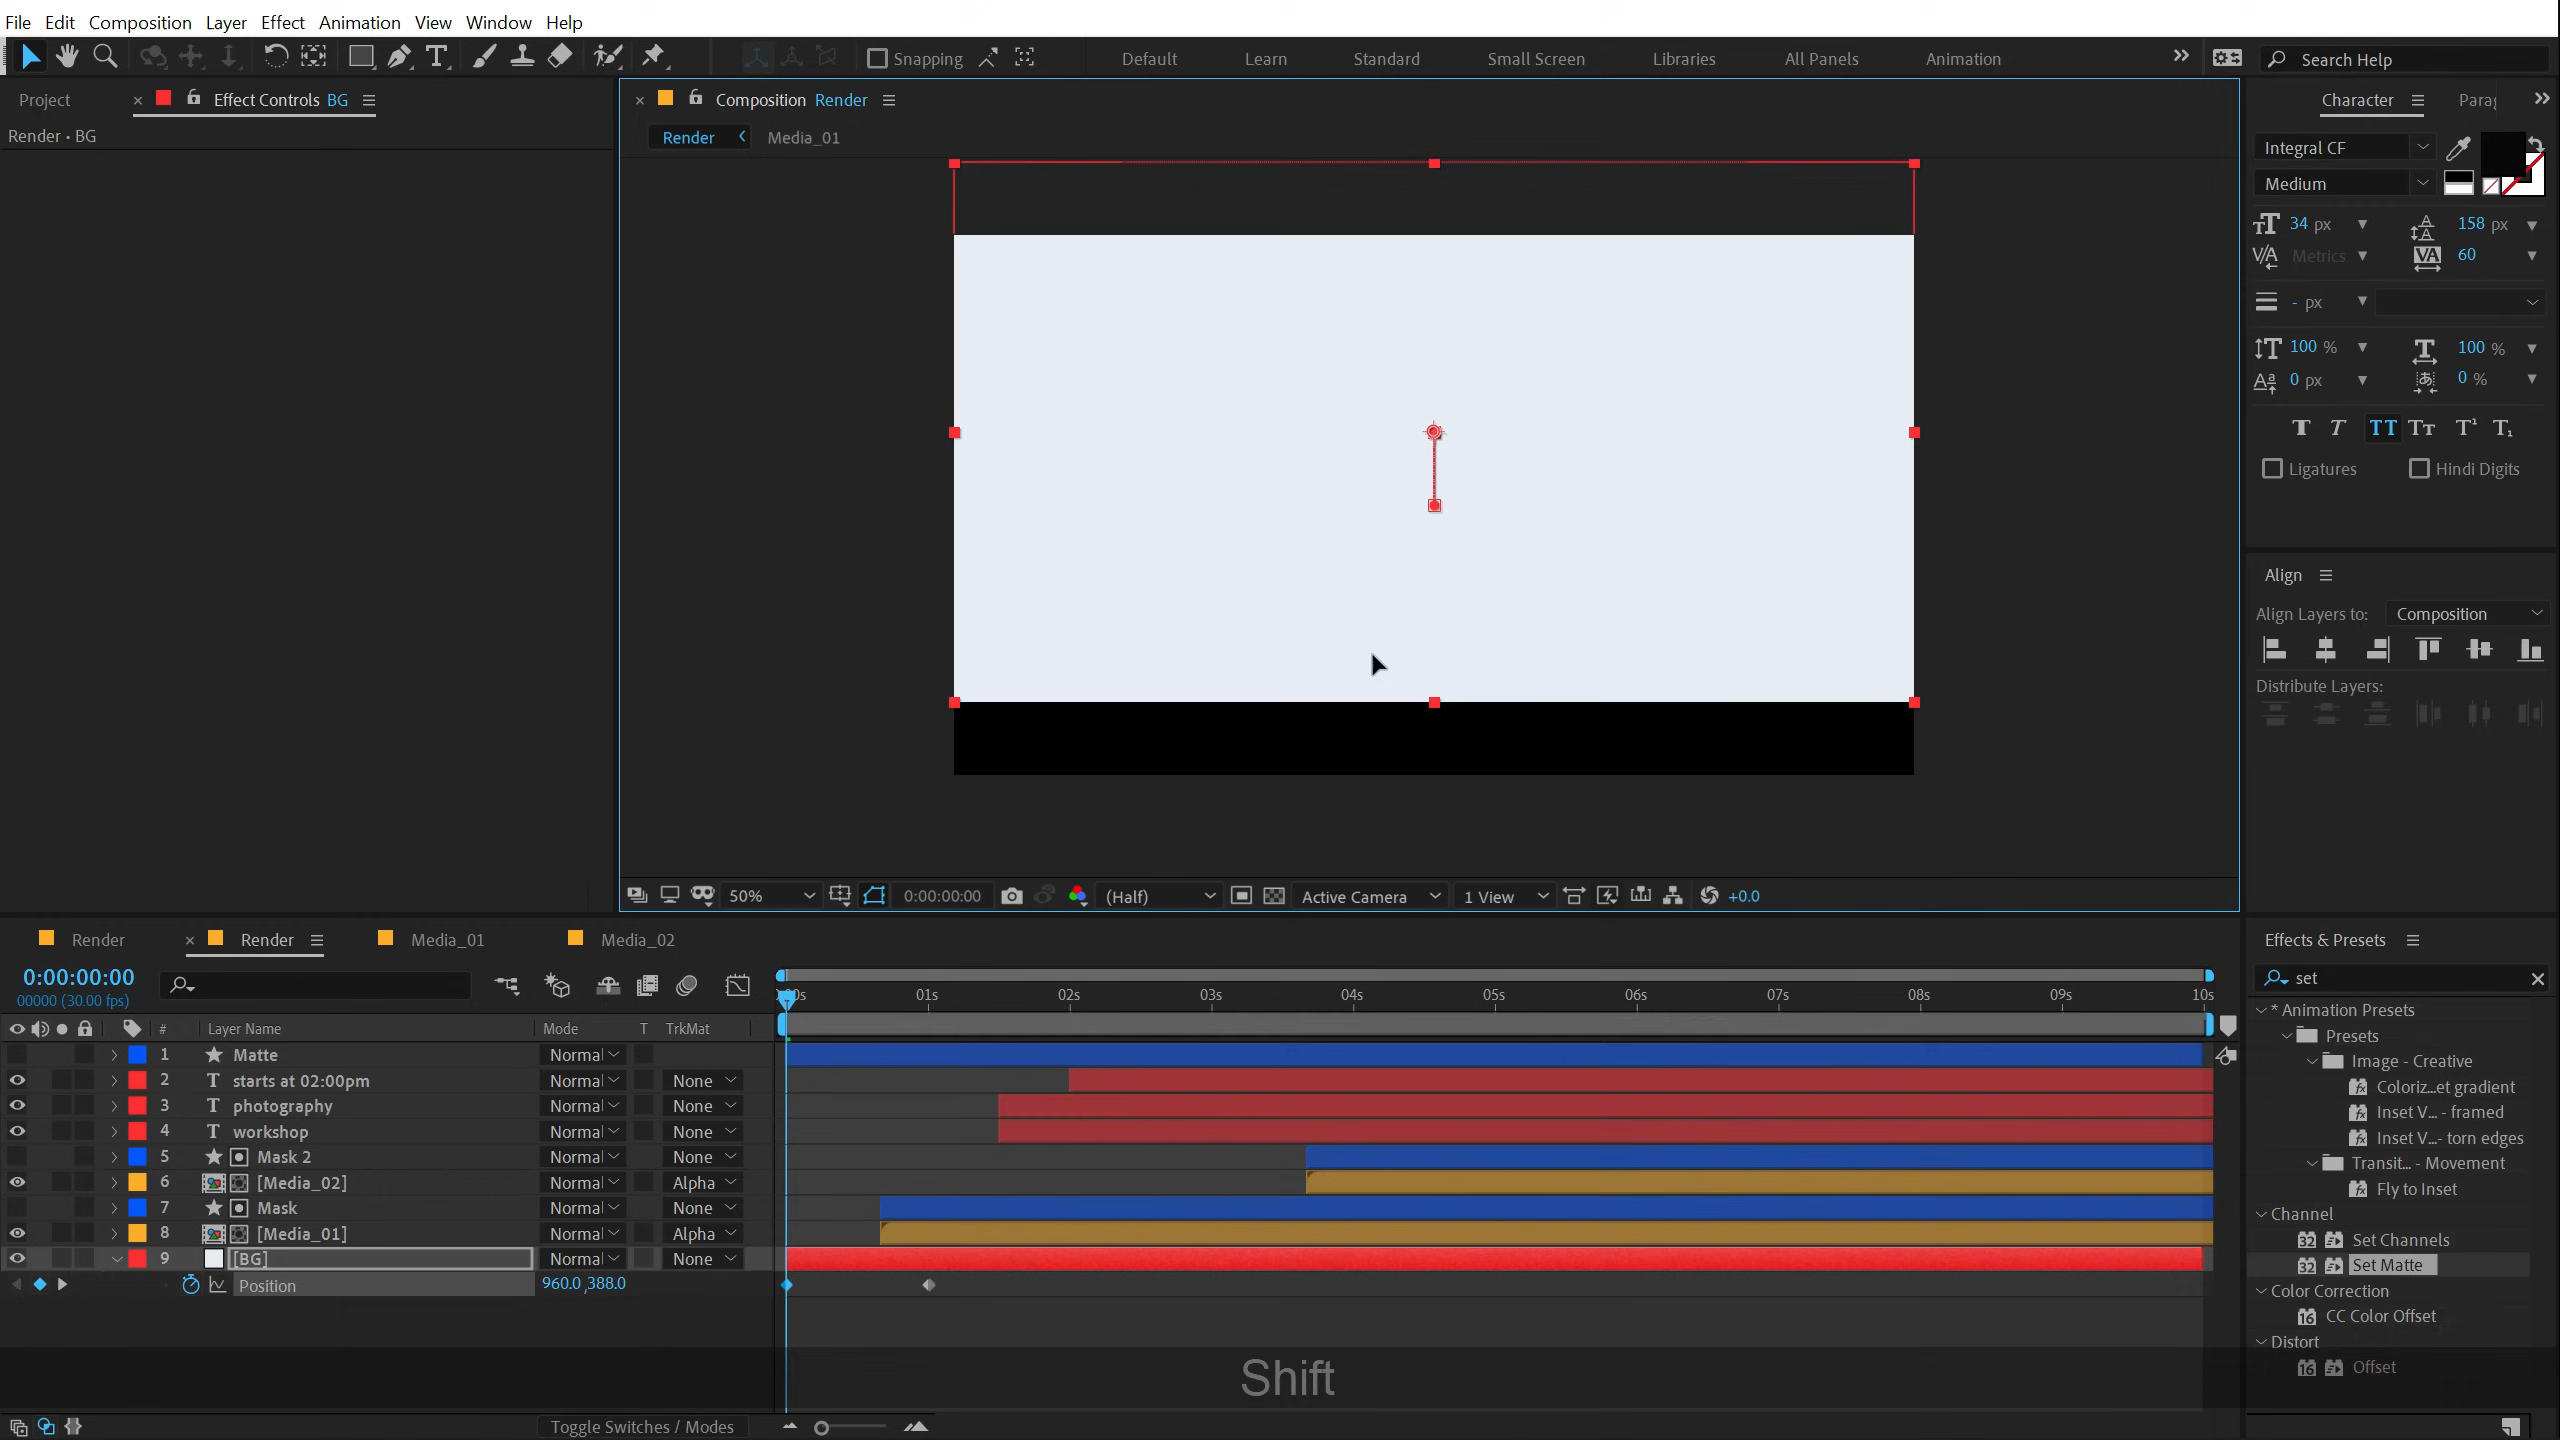 File Edit Composition Layer Effect Animation View Window Help
Snapping Default Learn Standard Small Screen Libraries All Panels Animation Search Help
Project Effect Controls BG
Render • BG
Composition Render
Render Media_01
Character
Integral CF
Medium
34 px 158 px
Metrics 60
- px
100 % 100 %
0 px 0 %
Ligatures Hindi Digits
Align
Align Layers to: Composition
Distribute Layers:
50% 0:00:00:00 (Half) Active Camera 1 View +0.0
Render Render Media_01 Media_02
0:00:00:00
00000 (30.00 fps)
01s 02s 03s 04s 05s 06s 07s 08s 09s 10s
# Layer Name Mode T TrkMat
1 Matte Normal
2 starts at 02:00pm Normal None
3 photography Normal None
4 workshop Normal None
5 Mask 2 Normal None
6 [Media_02] Normal Alpha
7 Mask Normal None
8 [Media_01] Normal Alpha
9 [BG] Normal None
Position 960.0,388.0
Toggle Switches / Modes
Shift
Effects & Presets
set
* Animation Presets
Presets
Image - Creative
Coloriz...et gradient
Inset V... - framed
Inset V...- torn edges
Transit... - Movement
Fly to Inset
Channel
Set Channels
Set Matte
Color Correction
CC Color Offset
Distort
Offset